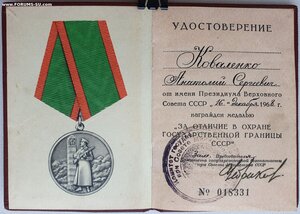 www.FORUMS-SU.com
УДОСТОВЕРЕНИЕ
Коваленко
Анатолий Сергеевич
от имени Президиума Верховного
Совета СССР 16 декабря 1968 г.
награжден медалью
„ЗА ОТЛИЧИЕ В ОХРАНЕ
ГОСУДАРСТВЕННОЙ ГРАНИЦЫ
СССР“
№ 018331